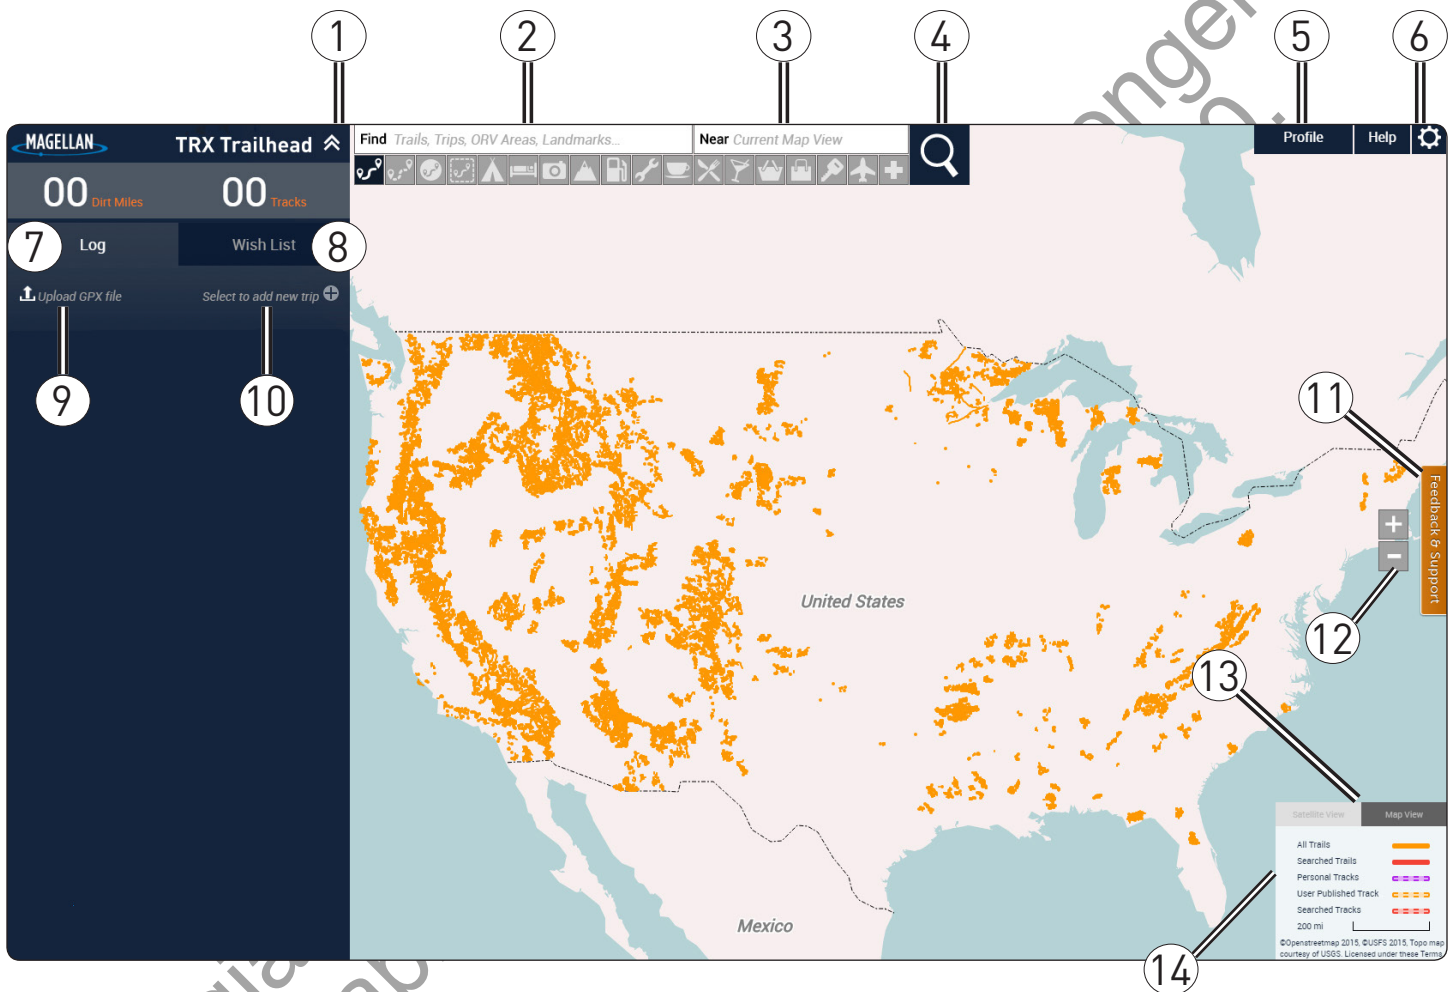 1 2 3 4 5 6
MAGELLAN TRX Trailhead
Find Trails, Trips, ORV Areas, Landmarks...
Near Current Map View
Profile Help
00 Dirt Miles 00 Tracks
7 Log Wish List 8
Upload GPX file Select to add new trip
9 10
11
Feedback & Support
+
-
12
United States
13
Mexico
Satellite View Map View
All Trails
Searched Trails
Personal Tracks
User Published Track
Searched Tracks
200 mi
©Openstreetmap 2015, ©USFS 2015, Topo map
courtesy of USGS. Licensed under these Terms
14